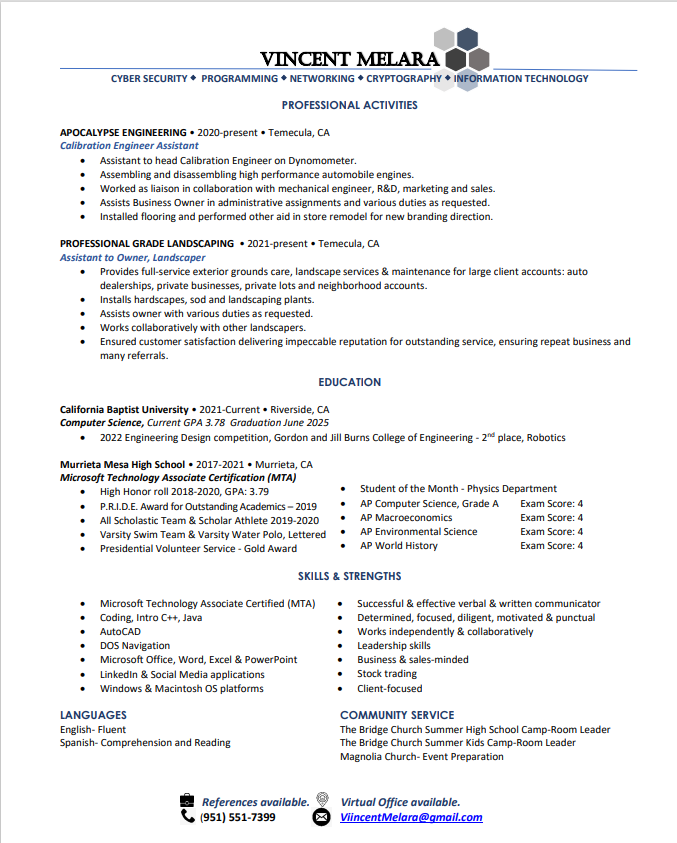 VINCENT MELARA
CYBER SECURITY ◆ PROGRAMMING ◆ NETWORKING ◆ CRYPTOGRAPHY ◆ INFORMATION TECHNOLOGY
PROFESSIONAL ACTIVITIES
APOCALYPSE ENGINEERING • 2020-present • Temecula, CA
Calibration Engineer Assistant
• Assistant to head Calibration Engineer on Dynomometer.
• Assembling and disassembling high performance automobile engines.
• Worked as liaison in collaboration with mechanical engineer, R&D, marketing and sales.
• Assists Business Owner in administrative assignments and various duties as requested.
• Installed flooring and performed other aid in store remodel for new branding direction.
PROFESSIONAL GRADE LANDSCAPING • 2021-present • Temecula, CA
Assistant to Owner, Landscaper
• Provides full-service exterior grounds care, landscape services & maintenance for large client accounts: auto
dealerships, private businesses, private lots and neighborhood accounts.
• Installs hardscapes, sod and landscaping plants.
• Assists owner with various duties as requested.
• Works collaboratively with other landscapers.
• Ensured customer satisfaction delivering impeccable reputation for outstanding service, ensuring repeat business and
many referrals.
EDUCATION
California Baptist University • 2021-Current • Riverside, CA
Computer Science, Current GPA 3.78 Graduation June 2025
• 2022 Engineering Design competition, Gordon and Jill Burns College of Engineering - 2nd place, Robotics
Murrieta Mesa High School • 2017-2021 • Murrieta, CA
Microsoft Technology Associate Certification (MTA)
• High Honor roll 2018-2020, GPA: 3.79
• P.R.I.D.E. Award for Outstanding Academics – 2019
• All Scholastic Team & Scholar Athlete 2019-2020
• Varsity Swim Team & Varsity Water Polo, Lettered
• Presidential Volunteer Service - Gold Award
• Student of the Month - Physics Department
• AP Computer Science, Grade A Exam Score: 4
• AP Macroeconomics Exam Score: 4
• AP Environmental Science Exam Score: 4
• AP World History Exam Score: 4
SKILLS & STRENGTHS
• Microsoft Technology Associate Certified (MTA)
• Coding, Intro C++, Java
• AutoCAD
• DOS Navigation
• Microsoft Office, Word, Excel & PowerPoint
• LinkedIn & Social Media applications
• Windows & Macintosh OS platforms
• Successful & effective verbal & written communicator
• Determined, focused, diligent, motivated & punctual
• Works independently & collaboratively
• Leadership skills
• Business & sales-minded
• Stock trading
• Client-focused
LANGUAGES
English- Fluent
Spanish- Comprehension and Reading
COMMUNITY SERVICE
The Bridge Church Summer High School Camp-Room Leader
The Bridge Church Summer Kids Camp-Room Leader
Magnolia Church- Event Preparation
References available. Virtual Office available.
(951) 551-7399 ViincentMelara@gmail.com